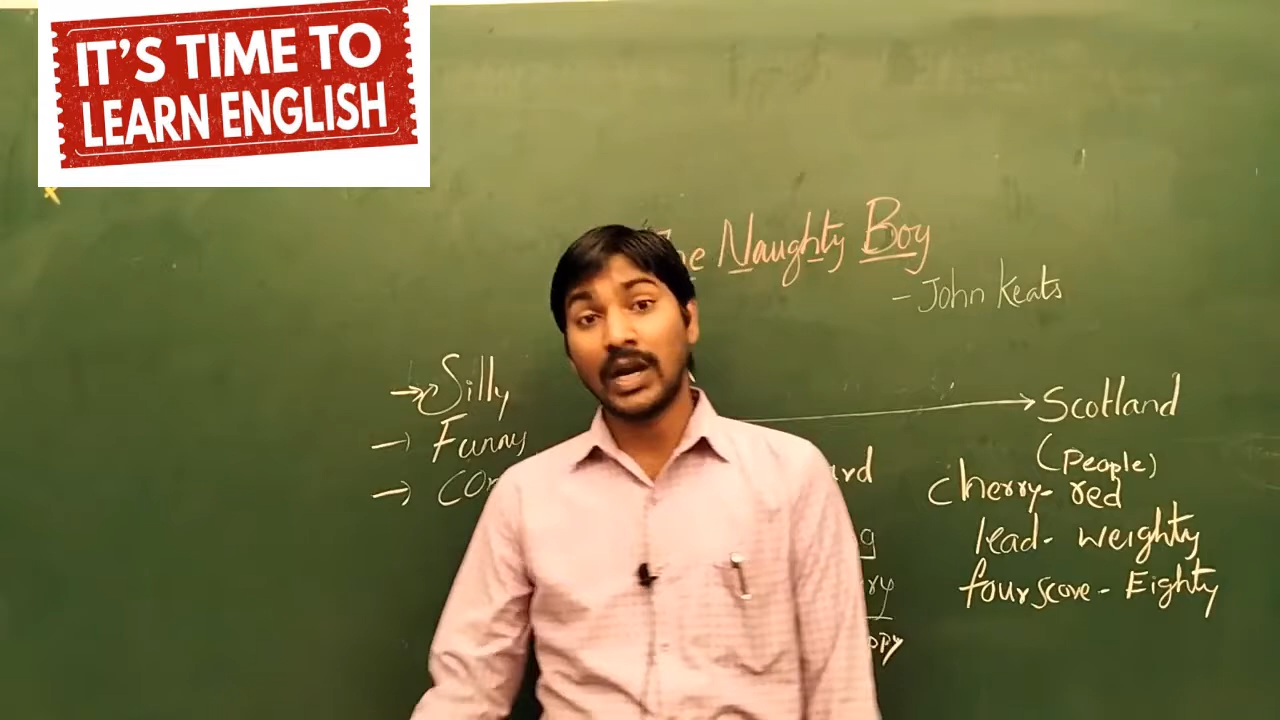 IT'S TIME TO
LEARN ENGLISH
Naughty Boy
- John Keats
→ Silly
→ Funny
→
→ Scotland
(People)
cherry- red
lead- weighty
fourscore - Eighty